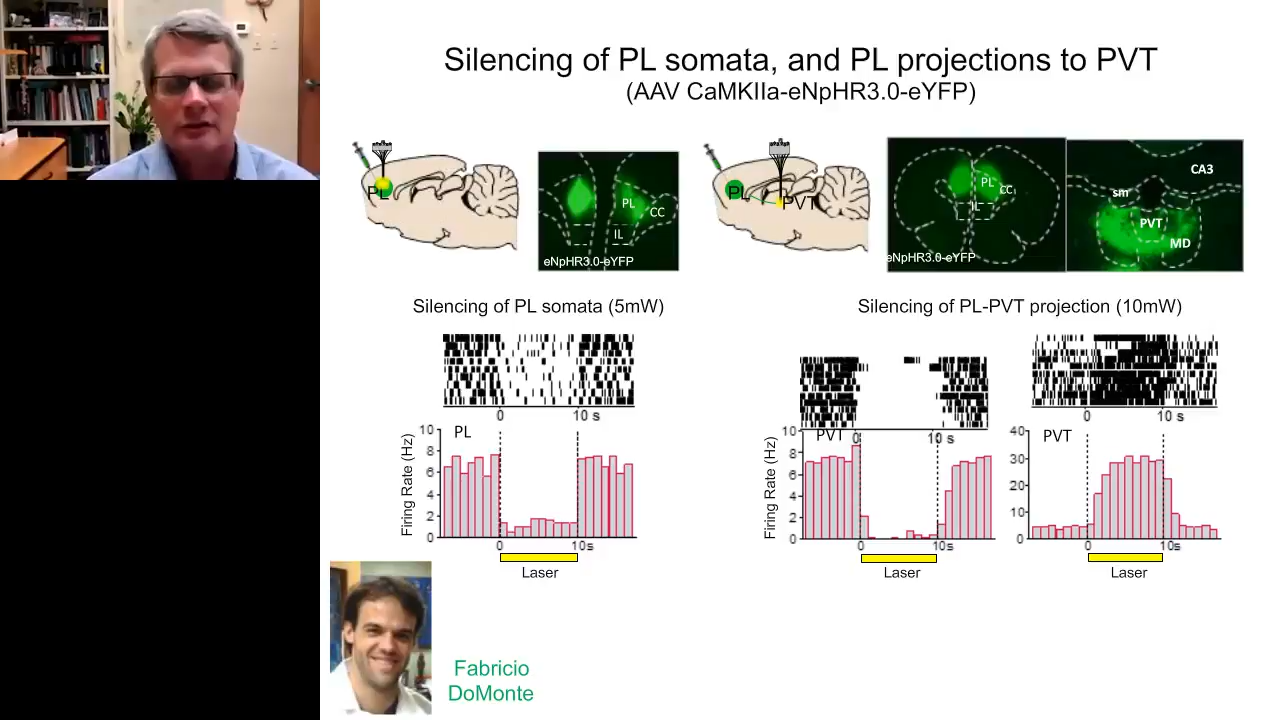 Silencing of PL somata, and PL projections to PVT
(AAV CaMKIIa-eNpHR3.0-eYFP)
PL
PL
CC
IL
eNpHR3.0-eYFP
PL
PVT
PL
CC
IL
eNpHR3.0-eYFP
CA3
sm
PVT
MD
Silencing of PL somata (5mW)
Silencing of PL-PVT projection (10mW)
0 10 s
PL
Firing Rate (Hz)
10
8
6
4
2
0
0 10s
Laser
0 10 s
PVT
Firing Rate (Hz)
10
8
6
4
2
0
0 10s
Laser
0 10 s
PVT
40
30
20
10
0
0 10s
Laser
Fabricio
DoMonte